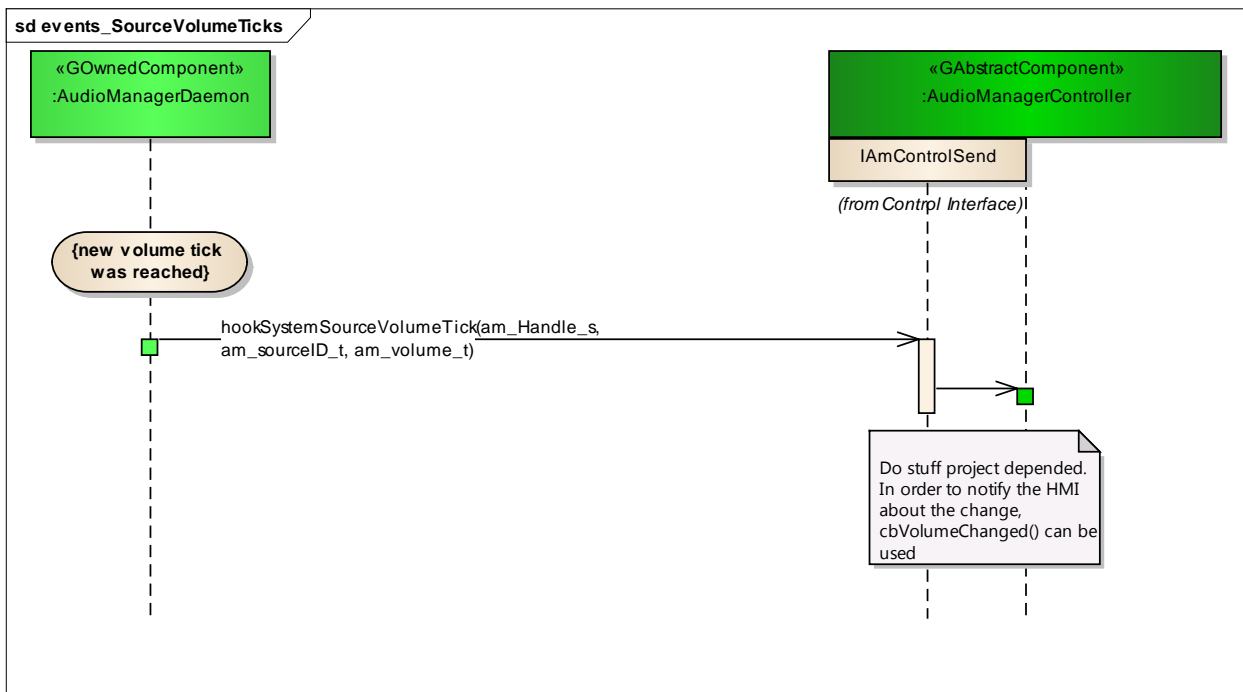 sd events_SourceVolumeTicks
«GOwnedComponent»
:AudioManagerDaemon
«GAbstractComponent»
:AudioManagerController
IAmControlSend
(from Control Interface)
{new volume tick
was reached}
hookSystemSourceVolumeTick(am_Handle_s,
am_sourceID_t, am_volume_t)
Do stuff project depended.
In order to notify the HMI
about the change,
cbVolumeChanged() can be
used